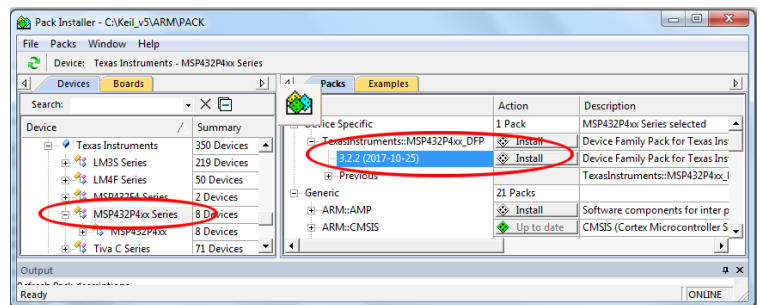 Pack Installer - C:\Keil_v5\ARM\PACK
File Packs Window Help
Device: Texas Instruments - MSP432P4xx Series
Devices Boards
Search:
Device / Summary
Texas Instruments 350 Devices
LM3S Series 219 Devices
LM4F Series 50 Devices
MSP432E4 Series 2 Devices
MSP432P4xx Series 8 Devices
MSP432P4xx 8 Devices
Tiva C Series 71 Devices
Packs Examples
Action Description
Device Specific 1 Pack MSP432P4xx Series selected
TexasInstruments::MSP432P4xx_DFP Install Device Family Pack for Texas Ins
3.2.2 (2017-10-25) Install Device Family Pack for Texas Ins
Previous TexasInstruments::MSP432P4xx_
Generic 21 Packs
ARM::AMP Install Software components for inter p
ARM::CMSIS Up to date CMSIS (Cortex Microcontroller S
Output
Refresh Pack descriptions
Ready ONLINE